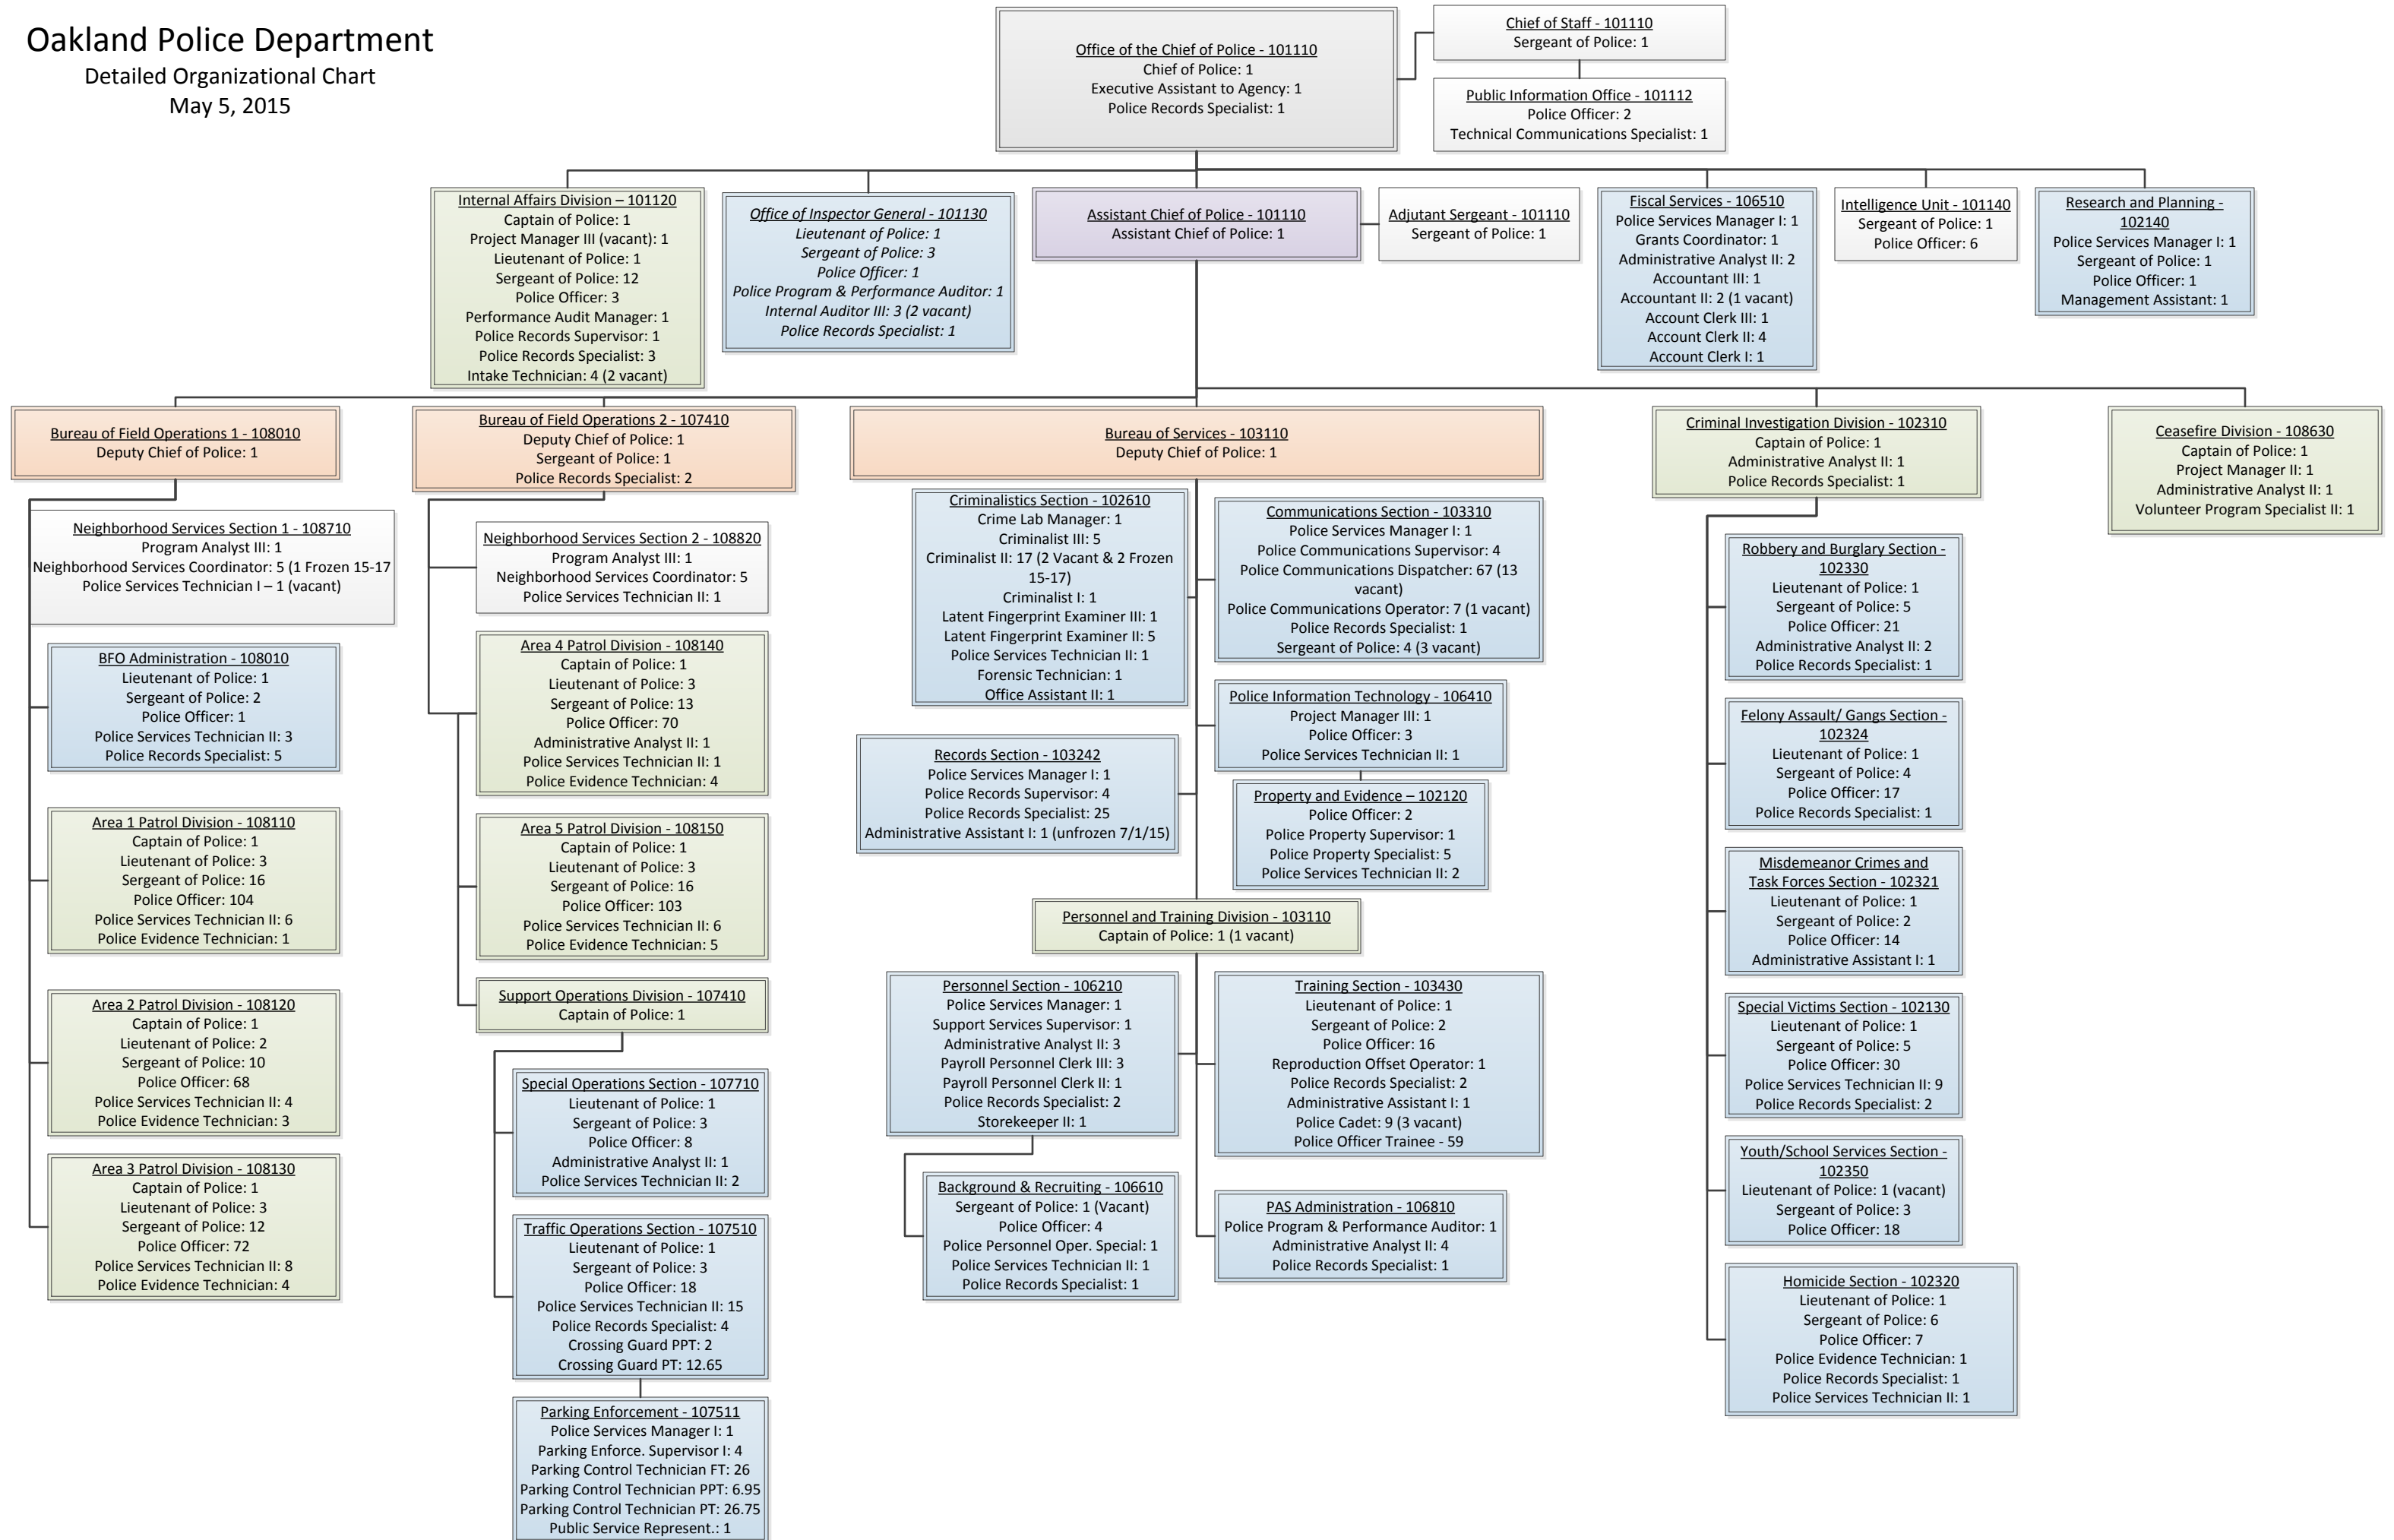 Oakland Police Department
Detailed Organizational Chart
May 5, 2015
Office of the Chief of Police - 101110
Chief of Police: 1
Executive Assistant to Agency: 1
Police Records Specialist: 1
Chief of Staff - 101110
Sergeant of Police: 1
Public Information Office - 101112
Police Officer: 2
Technical Communications Specialist: 1
Internal Affairs Division – 101120
Captain of Police: 1
Project Manager III (vacant): 1
Lieutenant of Police: 1
Sergeant of Police: 12
Police Officer: 3
Performance Audit Manager: 1
Police Records Supervisor: 1
Police Records Specialist: 3
Intake Technician: 4 (2 vacant)
Office of Inspector General - 101130
Lieutenant of Police: 1
Sergeant of Police: 3
Police Officer: 1
Police Program & Performance Auditor: 1
Internal Auditor III: 3 (2 vacant)
Police Records Specialist: 1
Assistant Chief of Police - 101110
Assistant Chief of Police: 1
Adjutant Sergeant - 101110
Sergeant of Police: 1
Fiscal Services - 106510
Police Services Manager I: 1
Grants Coordinator: 1
Administrative Analyst II: 2
Accountant III: 1
Accountant II: 2 (1 vacant)
Account Clerk III: 1
Account Clerk II: 4
Account Clerk I: 1
Intelligence Unit - 101140
Sergeant of Police: 1
Police Officer: 6
Research and Planning -
102140
Police Services Manager I: 1
Sergeant of Police: 1
Police Officer: 1
Management Assistant: 1
Bureau of Field Operations 1 - 108010
Deputy Chief of Police: 1
Neighborhood Services Section 1 - 108710
Program Analyst III: 1
Neighborhood Services Coordinator: 5 (1 Frozen 15-17
Police Services Technician I – 1 (vacant)
BFO Administration - 108010
Lieutenant of Police: 1
Sergeant of Police: 2
Police Officer: 1
Police Services Technician II: 3
Police Records Specialist: 5
Area 1 Patrol Division - 108110
Captain of Police: 1
Lieutenant of Police: 3
Sergeant of Police: 16
Police Officer: 104
Police Services Technician II: 6
Police Evidence Technician: 1
Area 2 Patrol Division - 108120
Captain of Police: 1
Lieutenant of Police: 2
Sergeant of Police: 10
Police Officer: 68
Police Services Technician II: 4
Police Evidence Technician: 3
Area 3 Patrol Division - 108130
Captain of Police: 1
Lieutenant of Police: 3
Sergeant of Police: 12
Police Officer: 72
Police Services Technician II: 8
Police Evidence Technician: 4
Bureau of Field Operations 2 - 107410
Deputy Chief of Police: 1
Sergeant of Police: 1
Police Records Specialist: 2
Neighborhood Services Section 2 - 108820
Program Analyst III: 1
Neighborhood Services Coordinator: 5
Police Services Technician II: 1
Area 4 Patrol Division - 108140
Captain of Police: 1
Lieutenant of Police: 3
Sergeant of Police: 13
Police Officer: 70
Administrative Analyst II: 1
Police Services Technician II: 1
Police Evidence Technician: 4
Area 5 Patrol Division - 108150
Captain of Police: 1
Lieutenant of Police: 3
Sergeant of Police: 16
Police Officer: 103
Police Services Technician II: 6
Police Evidence Technician: 5
Support Operations Division - 107410
Captain of Police: 1
Special Operations Section - 107710
Lieutenant of Police: 1
Sergeant of Police: 3
Police Officer: 8
Administrative Analyst II: 1
Police Services Technician II: 2
Traffic Operations Section - 107510
Lieutenant of Police: 1
Sergeant of Police: 3
Police Officer: 18
Police Services Technician II: 15
Police Records Specialist: 4
Crossing Guard PPT: 2
Crossing Guard PT: 12.65
Parking Enforcement - 107511
Police Services Manager I: 1
Parking Enforce. Supervisor I: 4
Parking Control Technician FT: 26
Parking Control Technician PPT: 6.95
Parking Control Technician PT: 26.75
Public Service Represent.: 1
Bureau of Services - 103110
Deputy Chief of Police: 1
Criminalistics Section - 102610
Crime Lab Manager: 1
Criminalist III: 5
Criminalist II: 17 (2 Vacant & 2 Frozen
15-17)
Criminalist I: 1
Latent Fingerprint Examiner III: 1
Latent Fingerprint Examiner II: 5
Police Services Technician II: 1
Forensic Technician: 1
Office Assistant II: 1
Communications Section - 103310
Police Services Manager I: 1
Police Communications Supervisor: 4
Police Communications Dispatcher: 67 (13
vacant)
Police Communications Operator: 7 (1 vacant)
Police Records Specialist: 1
Sergeant of Police: 4 (3 vacant)
Police Information Technology - 106410
Project Manager III: 1
Police Officer: 3
Police Services Technician II: 1
Records Section - 103242
Police Services Manager I: 1
Police Records Supervisor: 4
Police Records Specialist: 25
Administrative Assistant I: 1 (unfrozen 7/1/15)
Property and Evidence – 102120
Police Officer: 2
Police Property Supervisor: 1
Police Property Specialist: 5
Police Services Technician II: 2
Personnel and Training Division - 103110
Captain of Police: 1 (1 vacant)
Personnel Section - 106210
Police Services Manager: 1
Support Services Supervisor: 1
Administrative Analyst II: 3
Payroll Personnel Clerk III: 3
Payroll Personnel Clerk II: 1
Police Records Specialist: 2
Storekeeper II: 1
Training Section - 103430
Lieutenant of Police: 1
Sergeant of Police: 2
Police Officer: 16
Reproduction Offset Operator: 1
Police Records Specialist: 2
Administrative Assistant I: 1
Police Cadet: 9 (3 vacant)
Police Officer Trainee - 59
Background & Recruiting - 106610
Sergeant of Police: 1 (Vacant)
Police Officer: 4
Police Personnel Oper. Special: 1
Police Services Technician II: 1
Police Records Specialist: 1
PAS Administration - 106810
Police Program & Performance Auditor: 1
Administrative Analyst II: 4
Police Records Specialist: 1
Criminal Investigation Division - 102310
Captain of Police: 1
Administrative Analyst II: 1
Police Records Specialist: 1
Robbery and Burglary Section -
102330
Lieutenant of Police: 1
Sergeant of Police: 5
Police Officer: 21
Administrative Analyst II: 2
Police Records Specialist: 1
Felony Assault/ Gangs Section -
102324
Lieutenant of Police: 1
Sergeant of Police: 4
Police Officer: 17
Police Records Specialist: 1
Misdemeanor Crimes and
Task Forces Section - 102321
Lieutenant of Police: 1
Sergeant of Police: 2
Police Officer: 14
Administrative Assistant I: 1
Special Victims Section - 102130
Lieutenant of Police: 1
Sergeant of Police: 5
Police Officer: 30
Police Services Technician II: 9
Police Records Specialist: 2
Youth/School Services Section -
102350
Lieutenant of Police: 1 (vacant)
Sergeant of Police: 3
Police Officer: 18
Homicide Section - 102320
Lieutenant of Police: 1
Sergeant of Police: 6
Police Officer: 7
Police Evidence Technician: 1
Police Records Specialist: 1
Police Services Technician II: 1
Ceasefire Division - 108630
Captain of Police: 1
Project Manager II: 1
Administrative Analyst II: 1
Volunteer Program Specialist II: 1